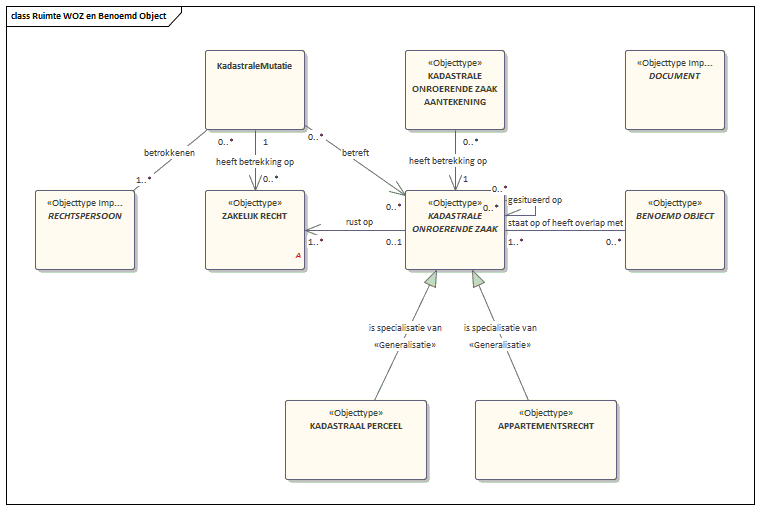 class Ruimte WOZ en Benoemd Object
KadastraleMutatie
«Objecttype»
KADASTRALE
ONROERENDE ZAAK
AANTEKENING
«Objecttype Imp...
DOCUMENT
0..*
1
0..*
0..*
betrokkenen
heeft betrekking op
betreft
heeft betrekking op
1..*
0..*
0..*
1
0..*
gesitueerd op
0..*
«Objecttype Imp...
RECHTSPERSOON
«Objecttype»
ZAKELIJK RECHT
A
«Objecttype»
KADASTRALE
ONROERENDE ZAAK
«Objecttype»
BENOEMD OBJECT
rust op
staat op of heeft overlap met
1..*
0..1
1..*
0..*
is specialisatie van
«Generalisatie»
is specialisatie van
«Generalisatie»
«Objecttype»
KADASTRAAL PERCEEL
«Objecttype»
APPARTEMENTSRECHT